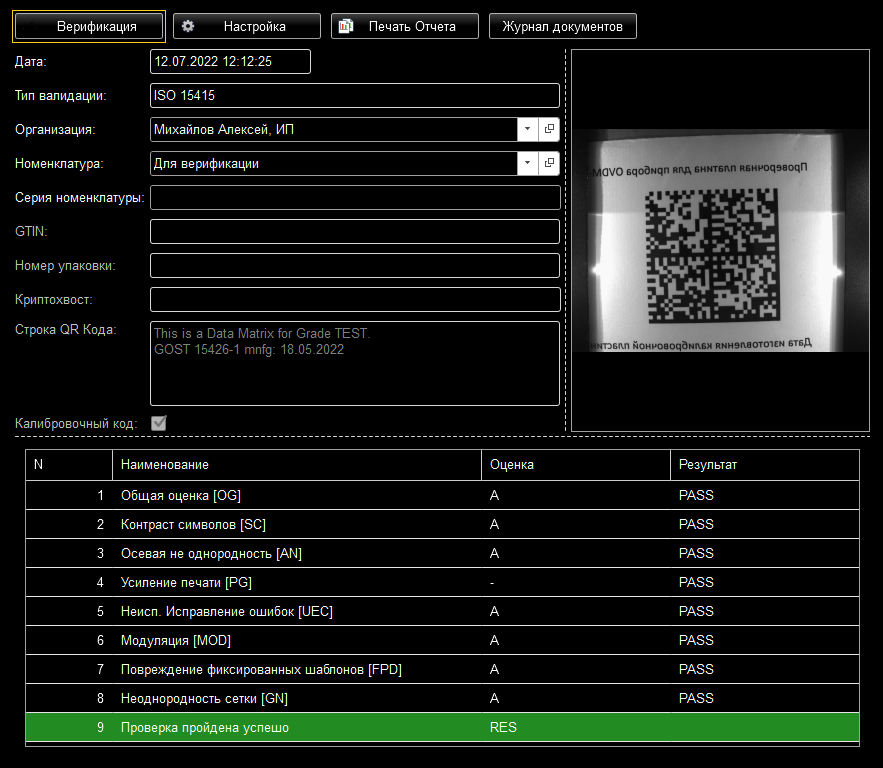 Верификация Настройка Печать Отчета Журнал документов
Дата: 12.07.2022 12:12:25
Тип валидации: ISO 15415
Организация: Михайлов Алексей, ИП
Номенклатура: Для верификации
Серия номенклатуры:
GTIN:
Номер упаковки:
Криптохвост:
Строка QR Кода: This is a Data Matrix for Grade TEST.
GOST 15426-1 mnfg: 18.05.2022
Калибровочный код:
Проверочная платина для прибора OVDM
Дата изготовления калибровочной пластин
N Наименование Оценка Результат
1 Общая оценка [OG] A PASS
2 Контраст символов [SC] A PASS
3 Осевая не однородность [AN] A PASS
4 Усиление печати [PG] - PASS
5 Неисп. Исправление ошибок [UEC] A PASS
6 Модуляция [MOD] A PASS
7 Повреждение фиксированных шаблонов [FPD] A PASS
8 Неоднородность сетки [GN] A PASS
9 Проверка пройдена успешо RES